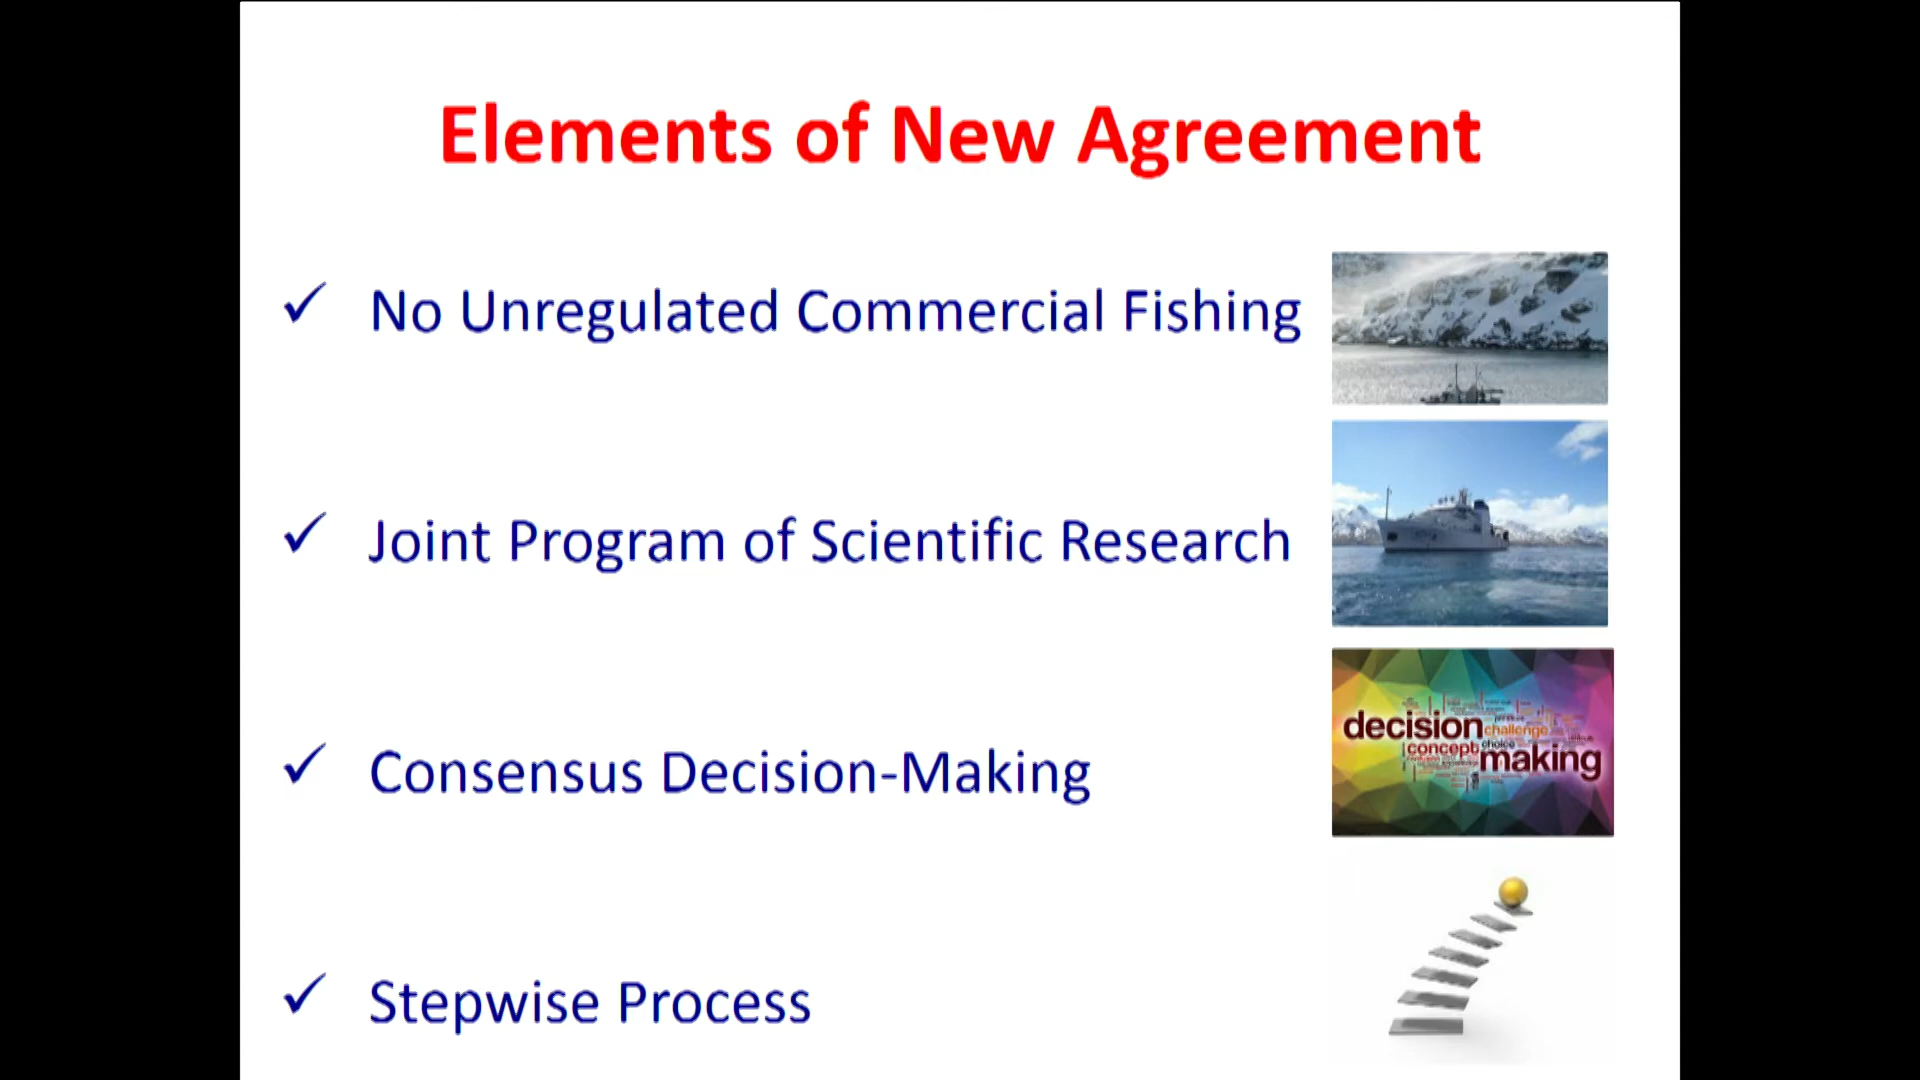 Elements of New Agreement
✓ No Unregulated Commercial Fishing
✓ Joint Program of Scientific Research
✓ Consensus Decision-Making
decision challenge
concept choice
making
✓ Stepwise Process